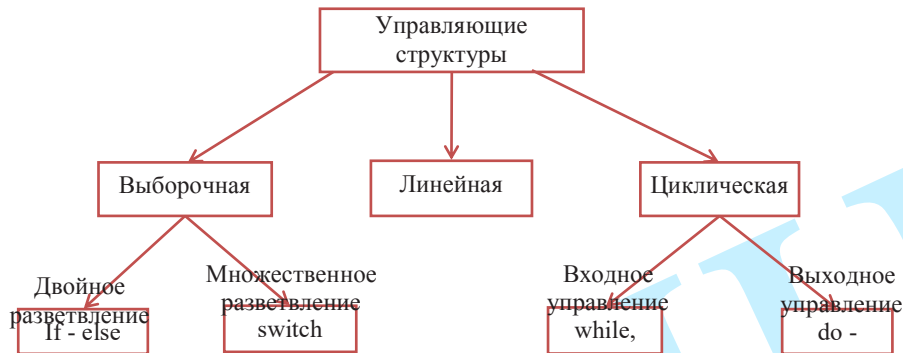 Управляющие
структуры
Выборочная
Линейная
Циклическая
Двойное
разветвление
If - else
Множественное
разветвление
switch
Входное
управление
while,
Выходное
управление
do -